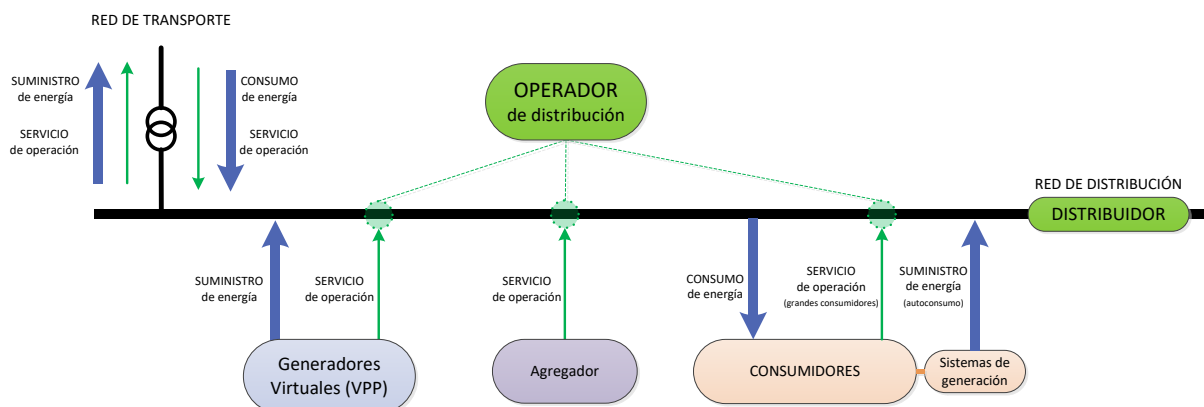 RED DE TRANSPORTE
SUMINISTRO
de energía
SERVICIO
de operación
CONSUMO
de energía
SERVICIO
de operación
OPERADOR
de distribución
RED DE DISTRIBUCIÓN
DISTRIBUIDOR
SUMINISTRO
de energía
SERVICIO
de operación
SERVICIO
de operación
CONSUMO
de energía
SERVICIO
de operación
(grandes consumidores)
SUMINISTRO
de energía
(autoconsumo)
Generadores
Virtuales (VPP)
Agregador
CONSUMIDORES
Sistemas de
generación